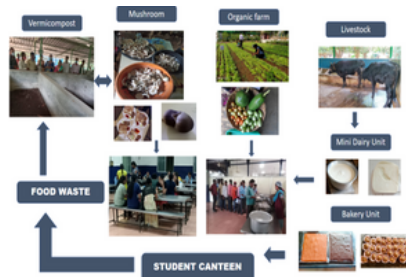 Vermicompost
Mushroom
Organic farm
Livestock
Mini Dairy Unit
Bakery Unit
FOOD WASTE
STUDENT CANTEEN